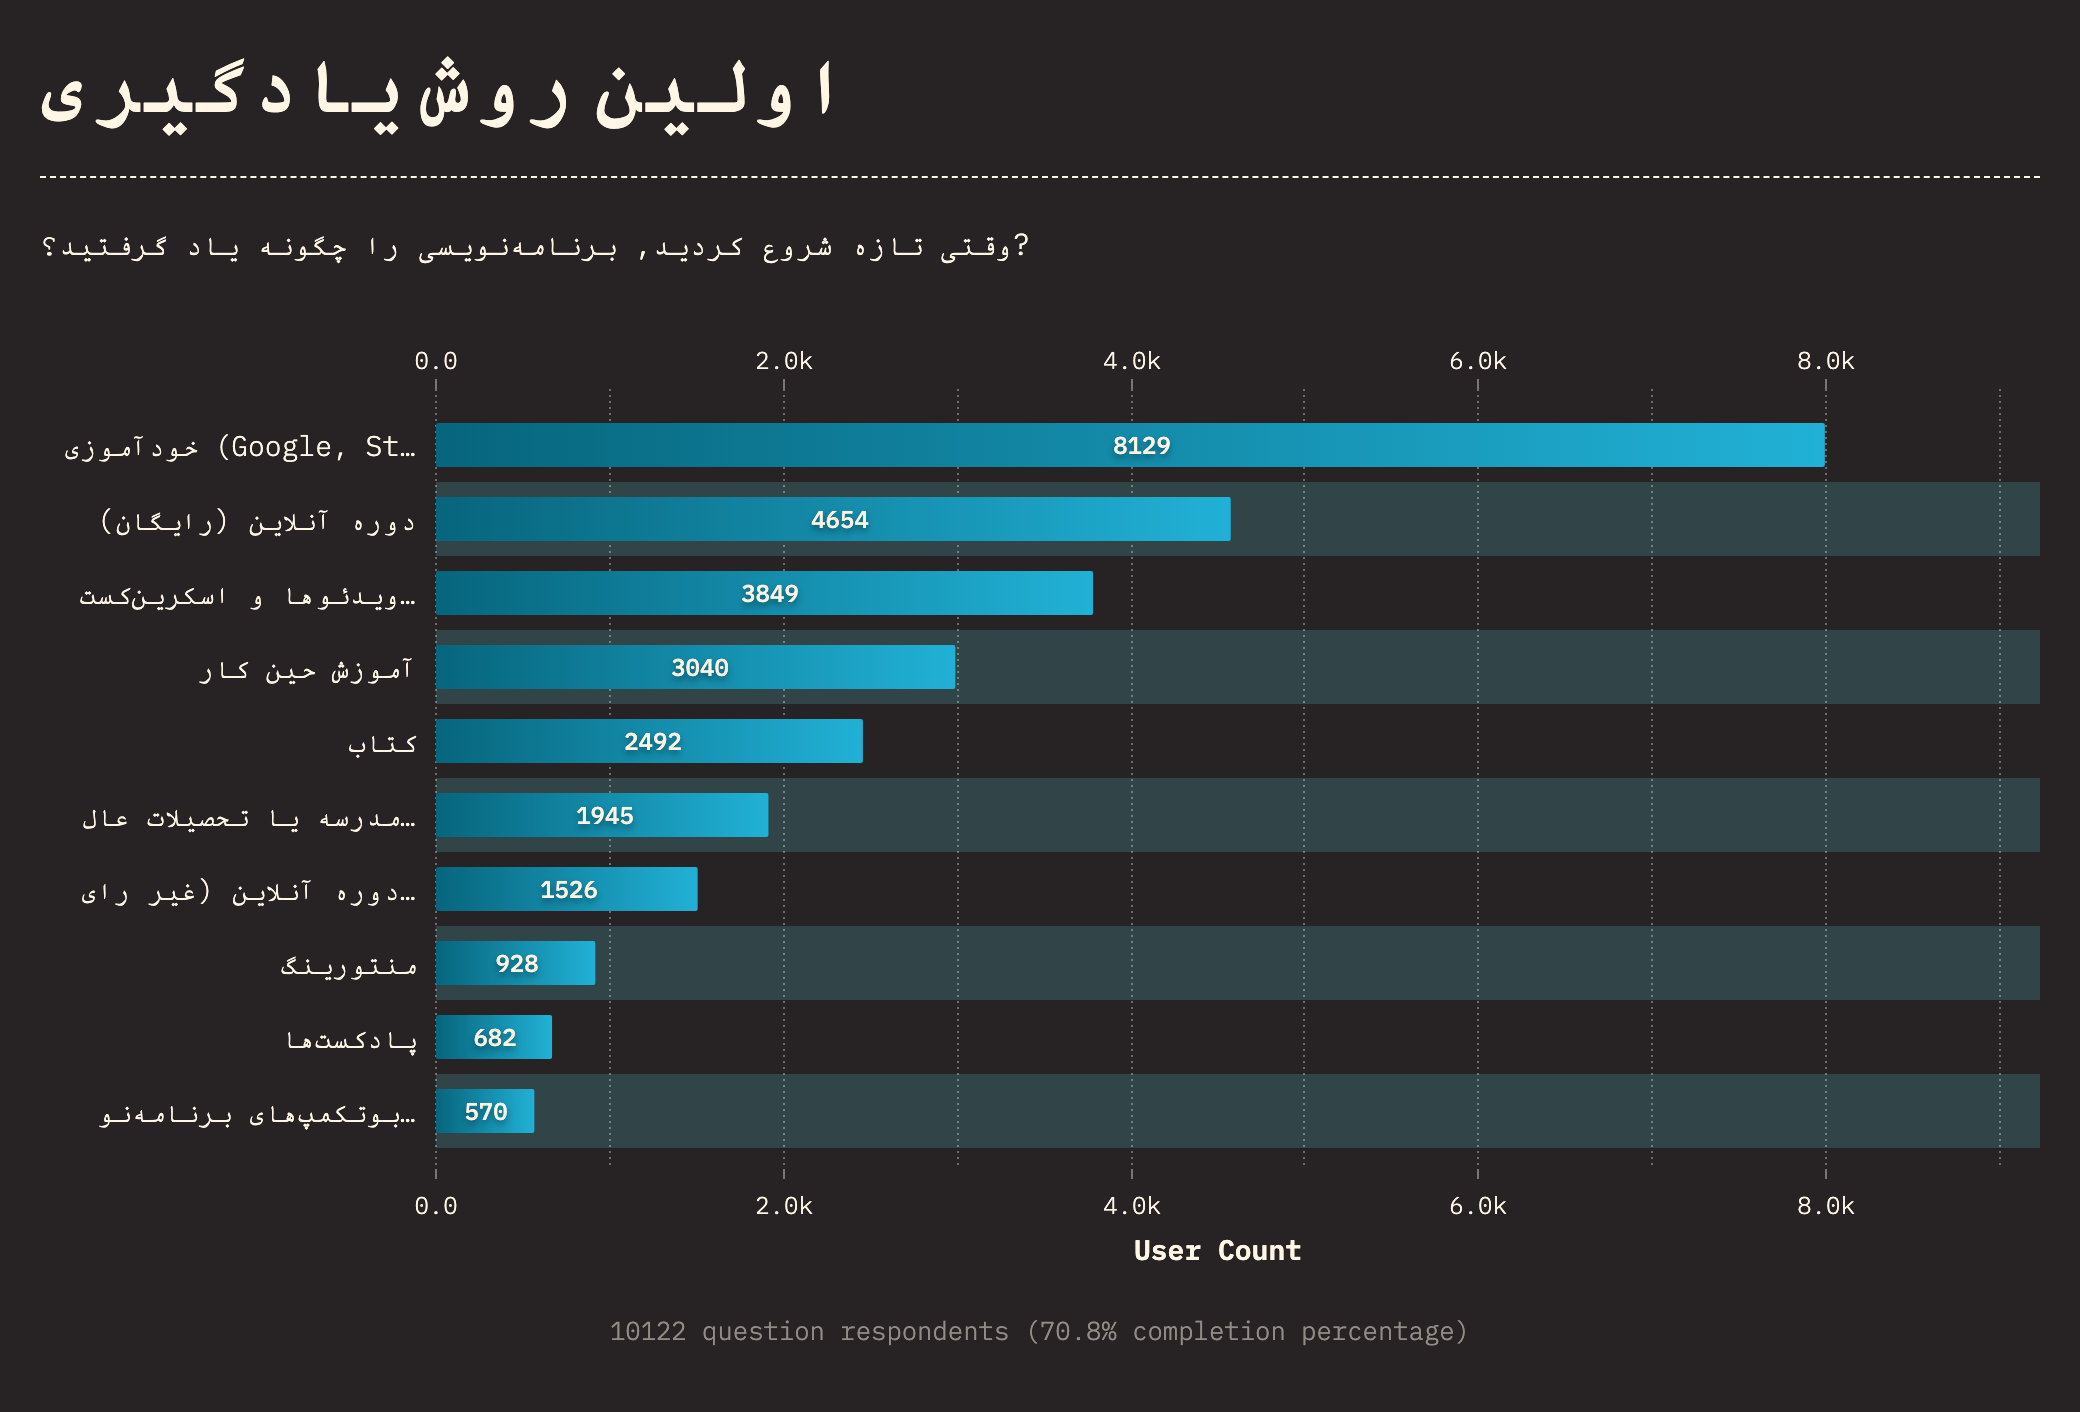 اولین روش یادگیری
وقتی تازه شروع کردید, برنامه‌نویسی را چگونه یاد گرفتید؟?
0.0 2.0k 4.0k 6.0k 8.0k
خودآموزی (Google, St… 8129
دوره آنلاین (رایگان) 4654
ویدئوها و اسکرین‌کست… 3849
آموزش حین کار 3040
کتاب 2492
مدرسه یا تحصیلات عال… 1945
دوره آنلاین (غیر رای… 1526
منتورینگ 928
پادکست‌ها 682
بوتکمپ‌های برنامه‌نو… 570
0.0 2.0k 4.0k 6.0k 8.0k
User Count
10122 question respondents (70.8% completion percentage)